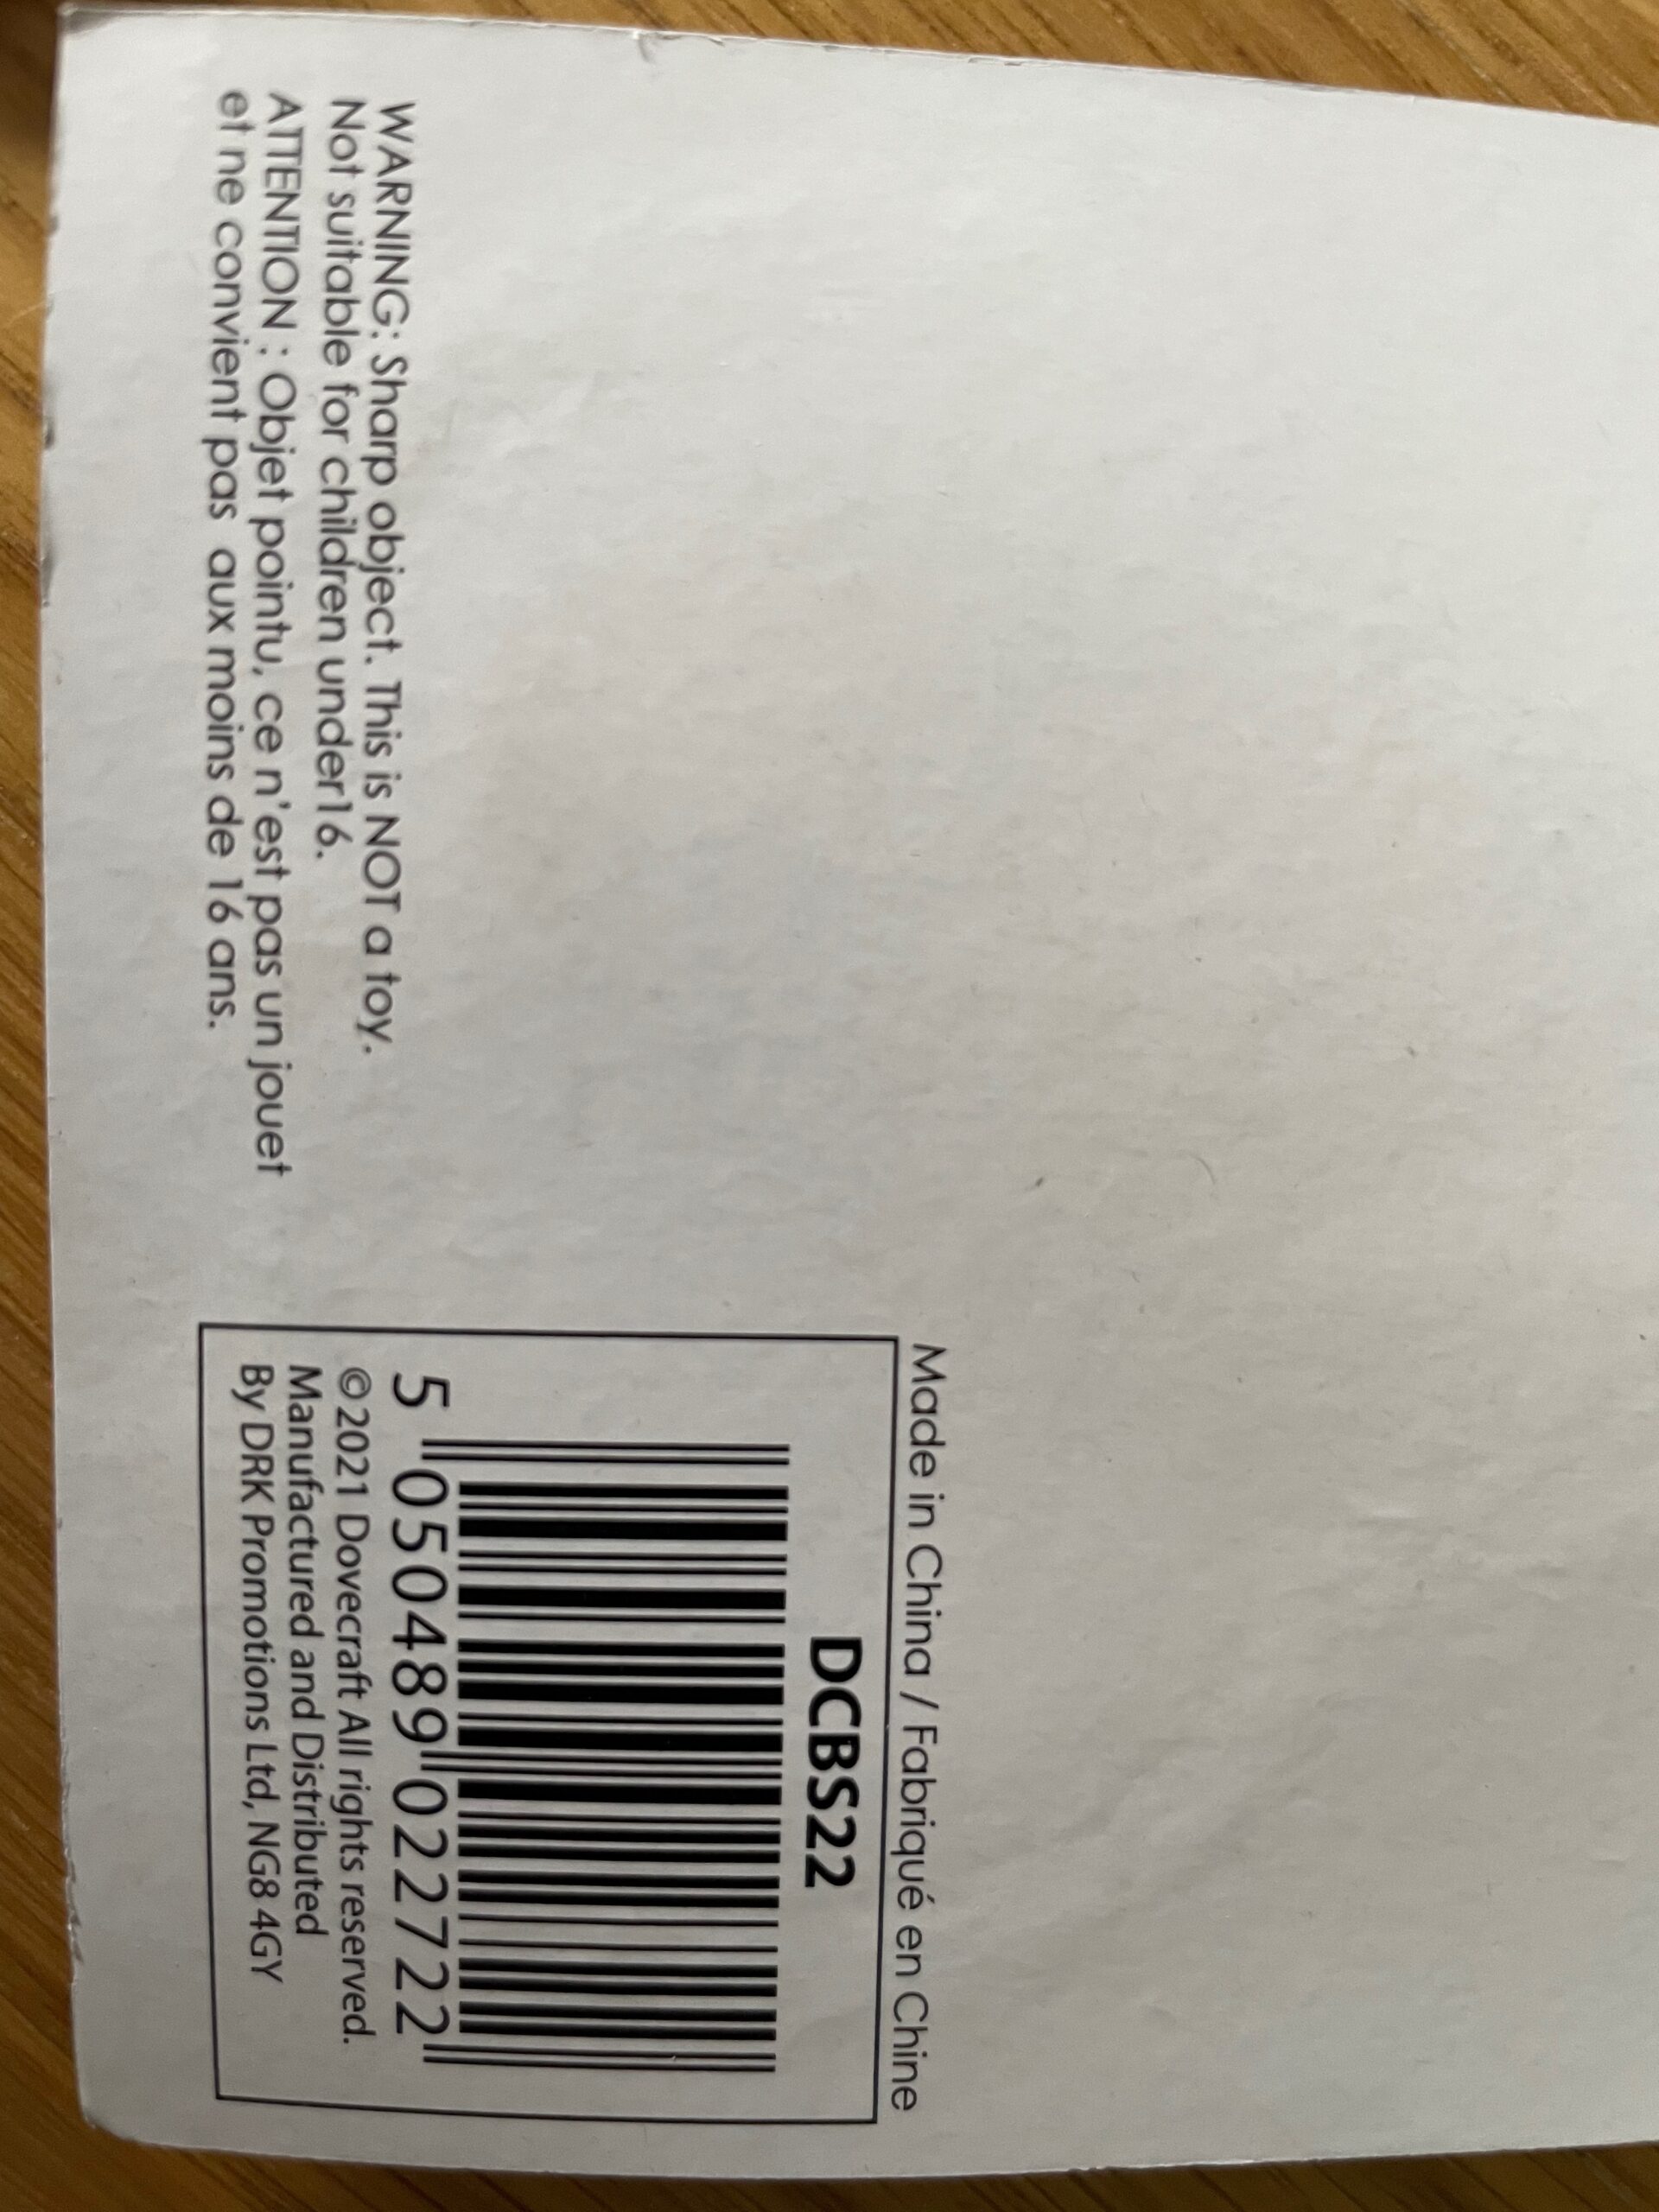 Made in China / Fabriqué en Chine
DCBS22
5 050489 022722
©2021 Dovecraft All rights reserved.
Manufactured and Distributed
By DRK Promotions Ltd, NG8 4GY
WARNING: Sharp object. This is NOT a toy.
Not suitable for children under16.
ATTENTION : Objet pointu, ce n'est pas un jouet
et ne convient pas  aux moins de 16 ans.